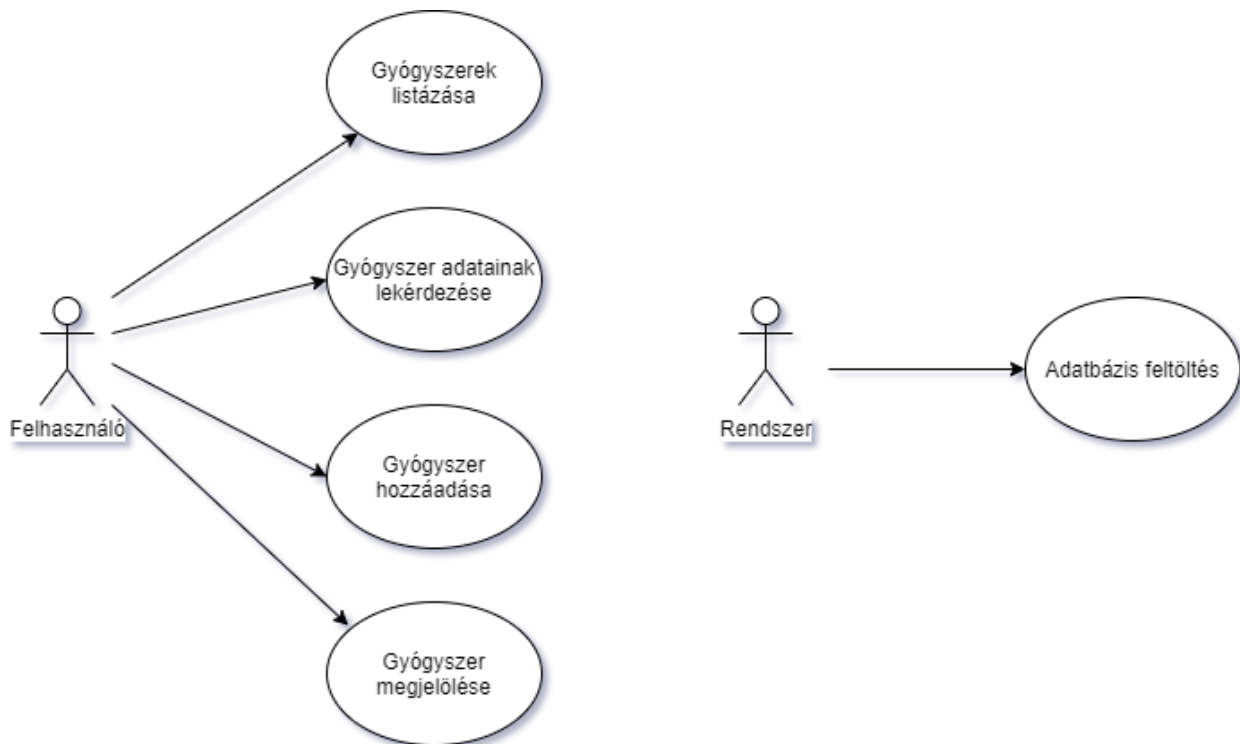 Gyógyszerek
listázása
Gyógyszer adatainak
lekérdezése
Felhasználó
Gyógyszer
hozzáadása
Gyógyszer
megjelölése
Rendszer
Adatbázis feltöltés